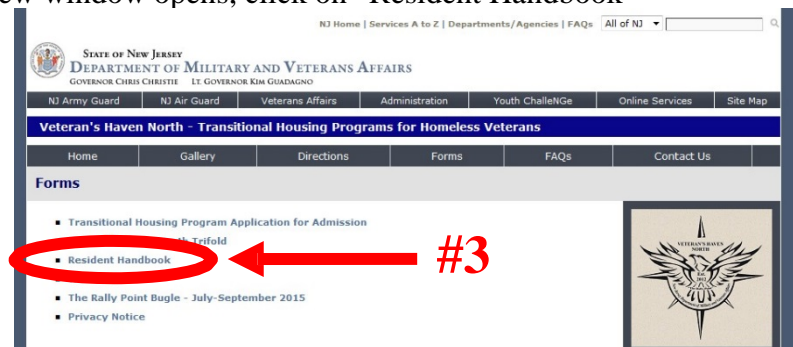 ew window opens, click on "Resident Handbook"
NJ Home | Services A to Z | Departments/Agencies | FAQs All of NJ
STATE OF NEW JERSEY
DEPARTMENT OF MILITARY AND VETERANS AFFAIRS
GOVERNOR CHRIS CHRISTIE LT. GOVERNOR KIM GUADAGNO
NJ Army Guard NJ Air Guard Veterans Affairs Administration Youth ChalleNGe Online Services Site Map
Veteran's Haven North - Transitional Housing Programs for Homeless Veterans
Home Gallery Directions Forms FAQs Contact Us
Forms
Transitional Housing Program Application for Admission
Trifold
Resident Handbook
#3
The Rally Point Bugle - July-September 2015
Privacy Notice
VETERAN'S HAVEN
NORTH